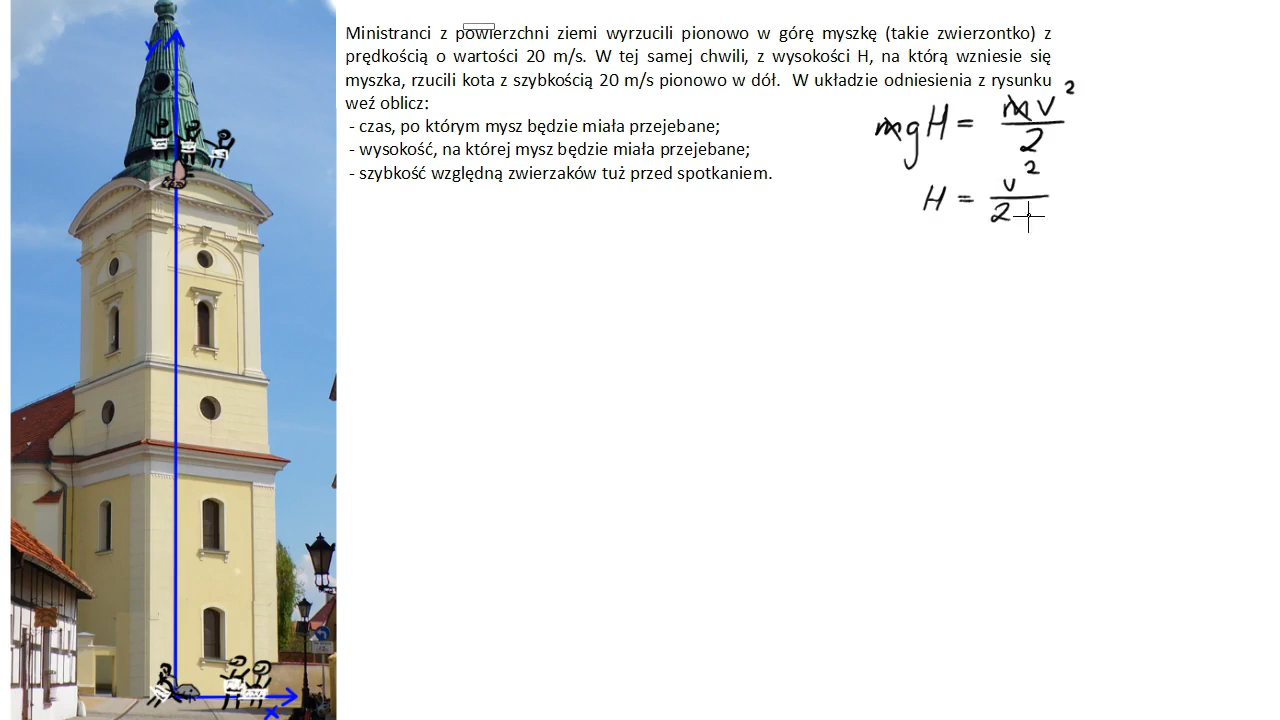 Ministranci z powierzchni ziemi wyrzucili pionowo w górę myszkę (takie zwierzontko) z
prędkością o wartości 20 m/s. W tej samej chwili, z wysokości H, na którą wzniesie się
myszka, rzucili kota z szybkością 20 m/s pionowo w dół. W układzie odniesienia z rysunku
weź oblicz:
- czas, po którym mysz będzie miała przejebane;
- wysokość, na której mysz będzie miała przejebane;
- szybkość względną zwierzaków tuż przed spotkaniem.
mgH = mv²/2
H = v²/2
y
x